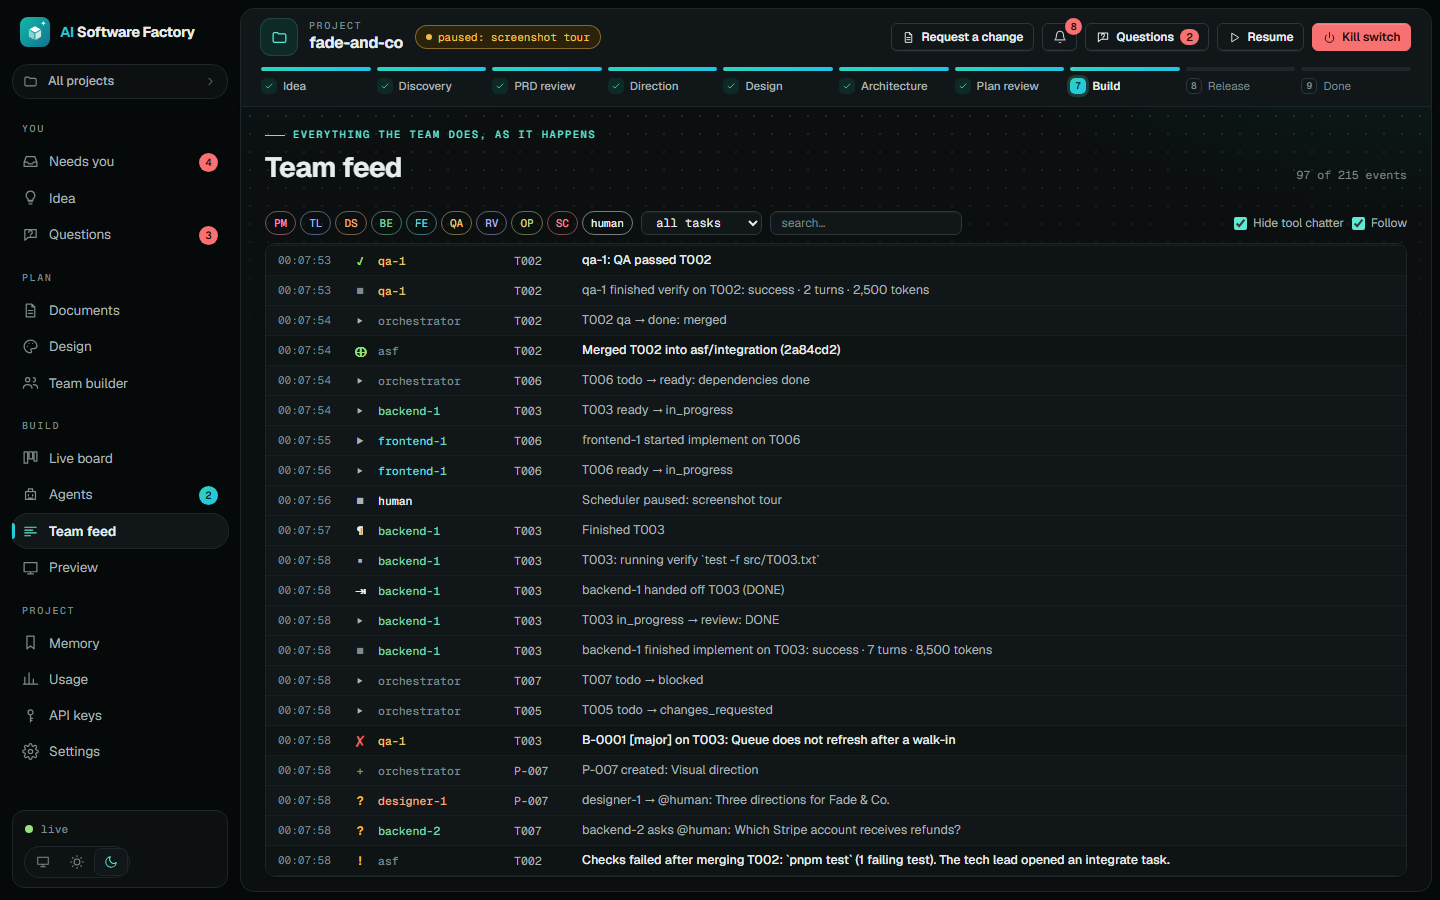 AI Software Factory
All projects
YOU
Needs you 4
Idea
Questions 3
PLAN
Documents
Design
Team builder
BUILD
Live board
Agents 2
Team feed
Preview
PROJECT
Memory
Usage
API keys
Settings
live
PROJECT
fade-and-co
paused: screenshot tour
Request a change
8
Questions 2
Resume
Kill switch
Idea
Discovery
PRD review
Direction
Design
Architecture
Plan review
7 Build
8 Release
9 Done
EVERYTHING THE TEAM DOES, AS IT HAPPENS
Team feed
97 of 215 events
PM TL DS BE FE QA RV OP SC human all tasks search… Hide tool chatter Follow
00:07:53 ✓ qa-1 T002 qa-1: QA passed T002
00:07:53 ■ qa-1 T002 qa-1 finished verify on T002: success · 2 turns · 2,500 tokens
00:07:54 ▸ orchestrator T002 T002 qa → done: merged
00:07:54 ⊕ asf T002 Merged T002 into asf/integration (2a84cd2)
00:07:54 ▸ orchestrator T006 T006 todo → ready: dependencies done
00:07:54 ▸ backend-1 T003 T003 ready → in_progress
00:07:55 ▶ frontend-1 T006 frontend-1 started implement on T006
00:07:56 ▸ frontend-1 T006 T006 ready → in_progress
00:07:56 ■ human Scheduler paused: screenshot tour
00:07:57 ¶ backend-1 T003 Finished T003
00:07:58 ▪ backend-1 T003 T003: running verify `test -f src/T003.txt`
00:07:58 ⇥ backend-1 T003 backend-1 handed off T003 (DONE)
00:07:58 ▸ backend-1 T003 T003 in_progress → review: DONE
00:07:58 ■ backend-1 T003 backend-1 finished implement on T003: success · 7 turns · 8,500 tokens
00:07:58 ▸ orchestrator T007 T007 todo → blocked
00:07:58 ▸ orchestrator T005 T005 todo → changes_requested
00:07:58 ✗ qa-1 T003 B-0001 [major] on T003: Queue does not refresh after a walk-in
00:07:58 + orchestrator P-007 P-007 created: Visual direction
00:07:58 ? designer-1 P-007 designer-1 → @human: Three directions for Fade & Co.
00:07:58 ? backend-2 T007 backend-2 asks @human: Which Stripe account receives refunds?
00:07:58 ! asf T002 Checks failed after merging T002: `pnpm test` (1 failing test). The tech lead opened an integrate task.